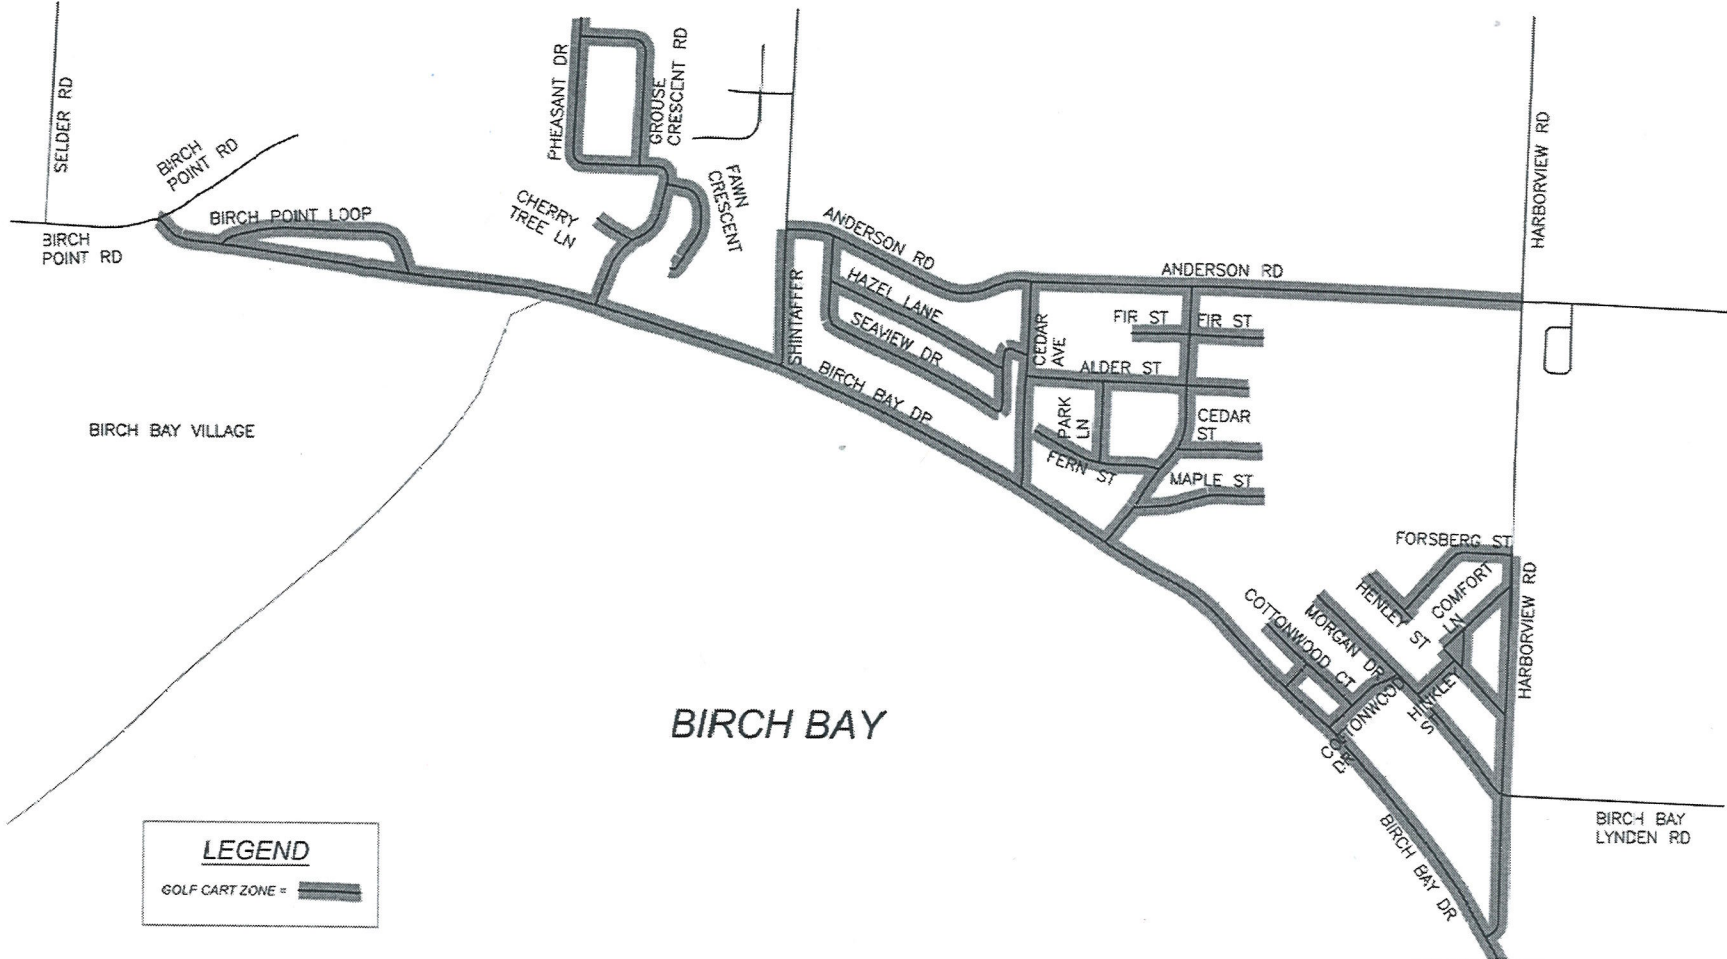 SELDER RD
BIRCH
POINT RD
BIRCH
POINT RD
BIRCH POINT LOOP
PHEASANT DR
GROUSE
CRESCENT RD
FAWN
CRESCENT
CHERRY
TREE LN
SHINTAFFER
ANDERSON RD
HAZEL LANE
SEAVIEW DR
BIRCH BAY DR
CEDAR
AVE
ANDERSON RD
FIR ST
FIR ST
ALDER ST
PARK
LN
FERN ST
CEDAR
ST
MAPLE ST
HARBORVIEW RD
BIRCH BAY VILLAGE
FORSBERG ST
HENLEY ST
COMFORT
LN
MORGAN DR
COTTONWOOD CT
COTTONWOOD
DR
HINKLEY
ST
HARBORVIEW RD
BIRCH BAY
BIRCH BAY DR
BIRCH BAY
LYNDEN RD
LEGEND
GOLF CART ZONE =